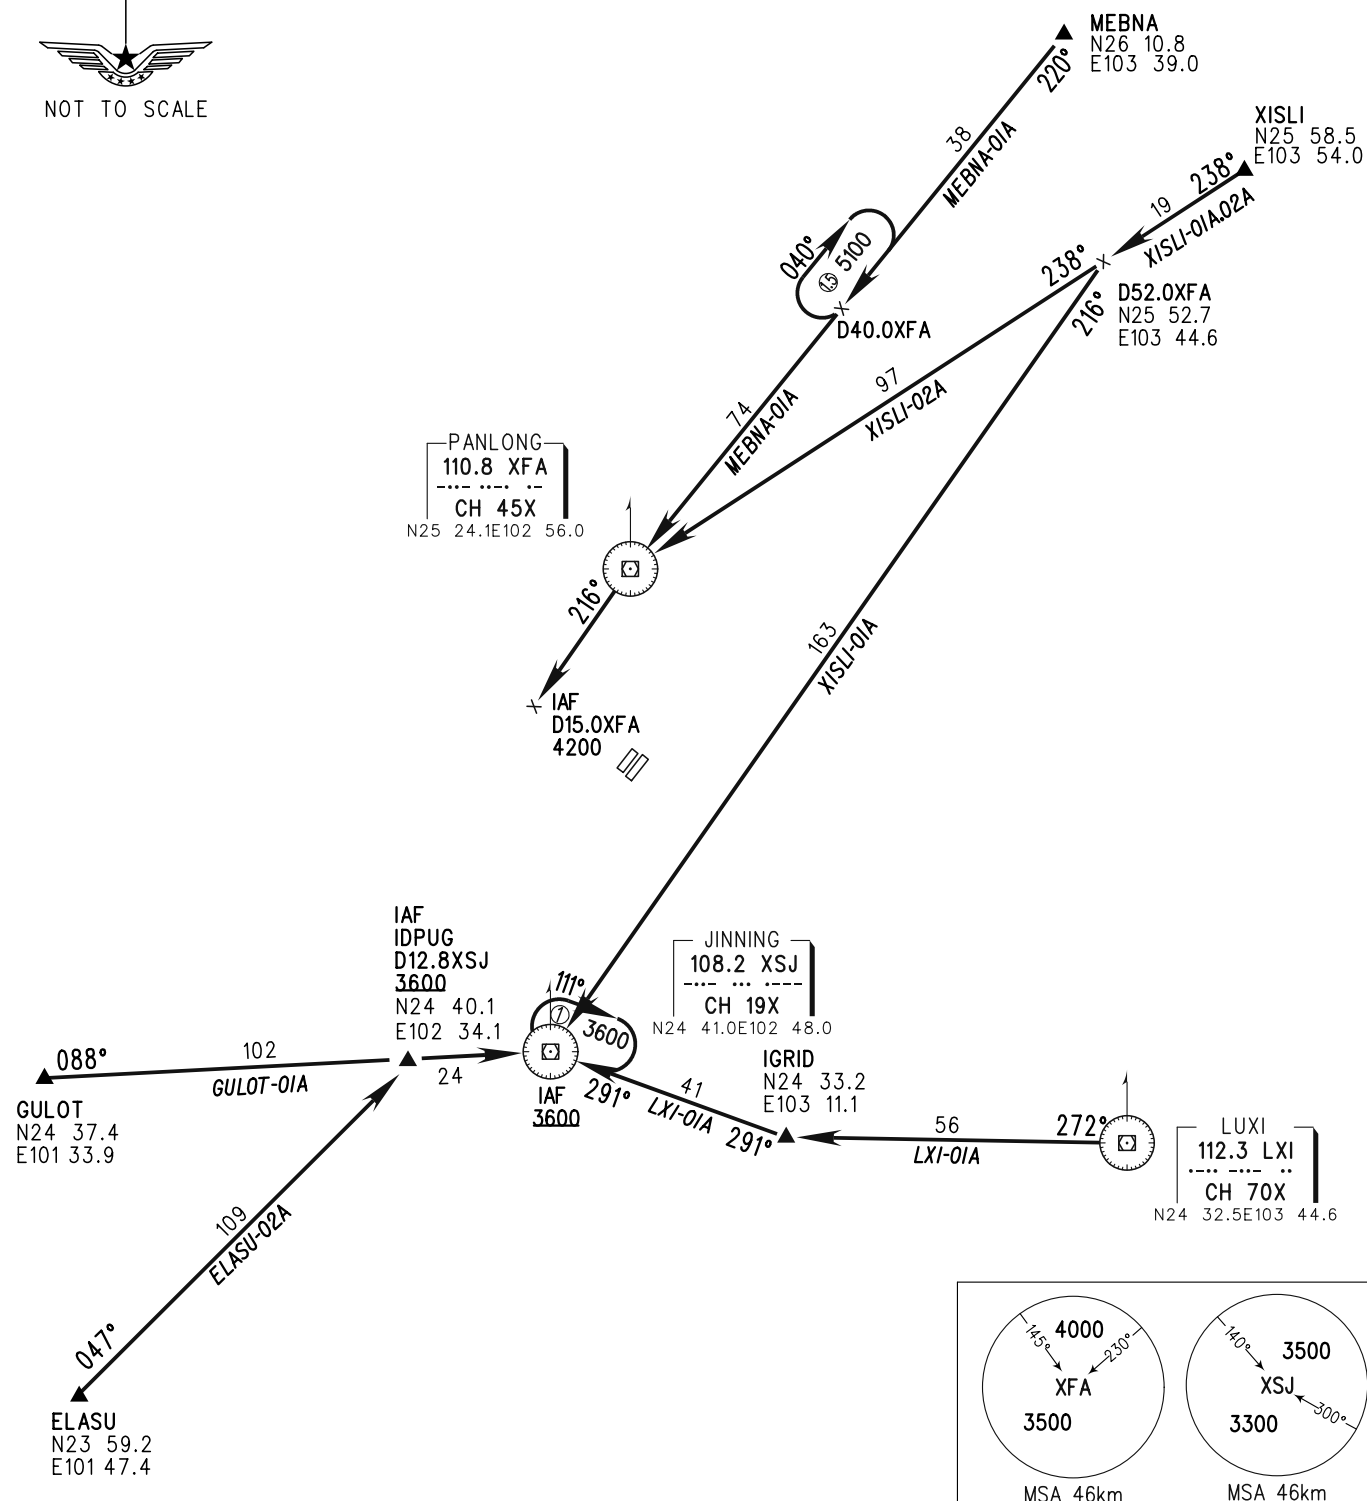 NOT TO SCALE
MEBNA
N26 10.8
E103 39.0
220°
38
MEBNA-01A
XISLI
N25 58.5
E103 54.0
238°
19
XISLI-01A.02A
040°
1.5 5100
D40.0XFA
238°
216°
D52.0XFA
N25 52.7
E103 44.6
74
MEBNA-01A
97
XISLI-02A
PANLONG
110.8 XFA
-··- ··-· ·-
CH 45X
N25 24.1E102 56.0
216°
IAF
D15.0XFA
4200
163
XISLI-01A
IAF
IDPUG
D12.8XSJ
3600
N24 40.1
E102 34.1
JINNING
108.2 XSJ
-··- ··· ·---
CH 19X
N24 41.0E102 48.0
111°
1
3600
IAF
3600
088°
102
GULOT-01A
24
GULOT
N24 37.4
E101 33.9
291°
41
LXI-01A
291°
IGRID
N24 33.2
E103 11.1
56
LXI-01A
272°
LUXI
112.3 LXI
·-·· -··- ··
CH 70X
N24 32.5E103 44.6
109
ELASU-02A
047°
ELASU
N23 59.2
E101 47.4
145°
4000
230°
XFA
3500
MSA 46km
140°
3500
XSJ
300°
3300
MSA 46km